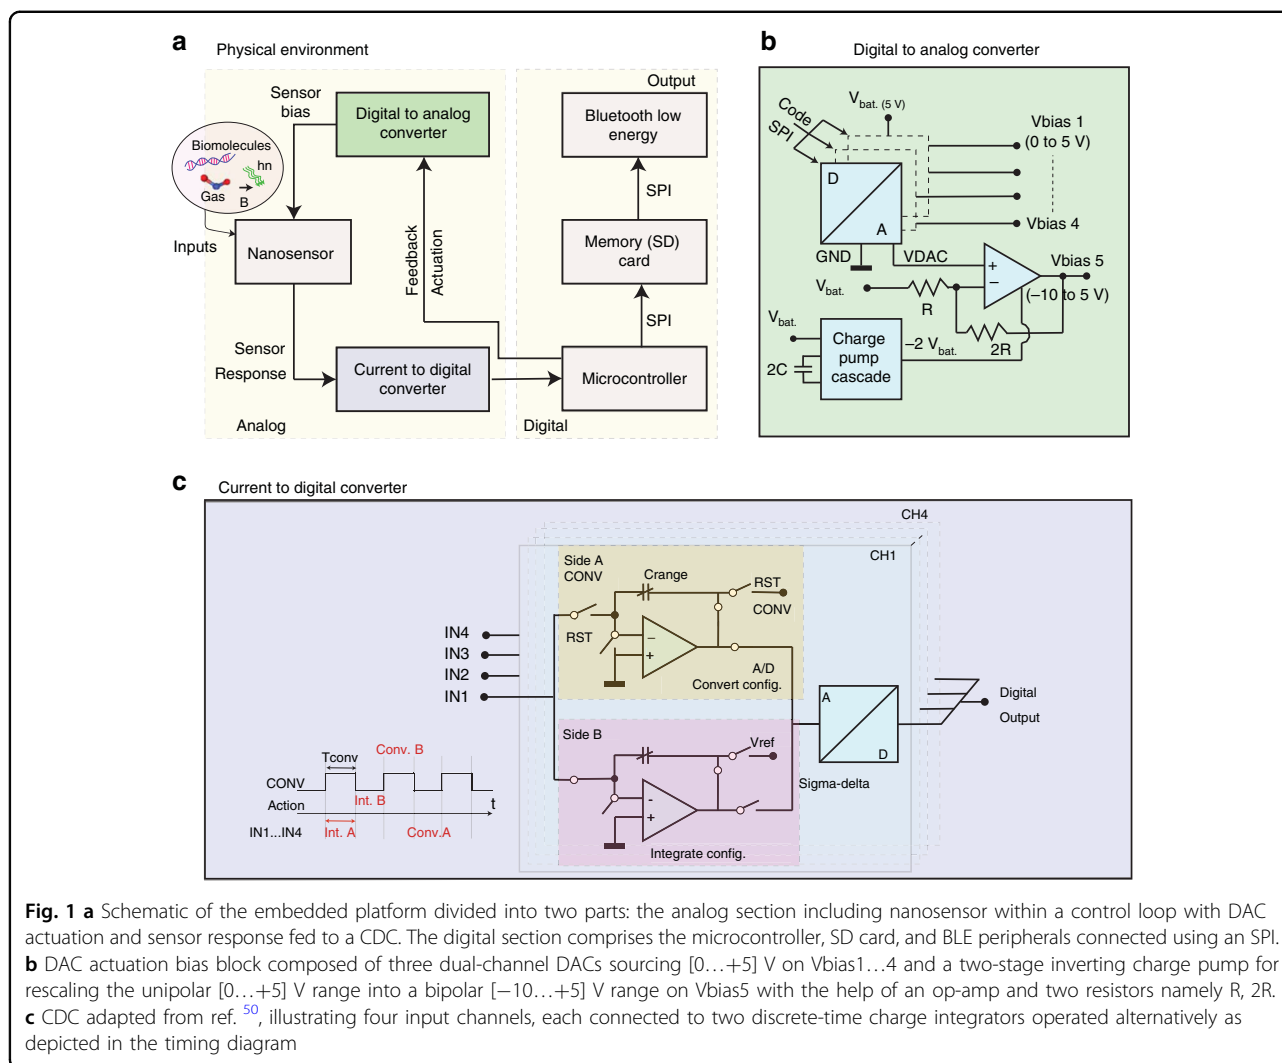 a
Physical environment
Sensor
bias
Digital to analog
converter
Biomolecules
hn
Gas
B
Inputs
Nanosensor
Feedback
Actuation
Sensor
Response
Current to digital
converter
Analog
Output
Bluetooth low
energy
SPI
Memory (SD)
card
SPI
Microcontroller
Digital
b
Digital to analog converter
Code
SPI
Vbat. (5 V)
Vbias 1
(0 to 5 V)
D
A
Vbias 4
GND
VDAC
+
−
Vbias 5
(−10 to 5 V)
Vbat.
R
2R
Vbat.
Charge
pump
cascade
−2 Vbat.
2C
c
Current to digital converter
CH4
CH1
Side A
CONV
Crange
RST
CONV
RST
−
+
A/D
Convert config.
IN4
IN3
IN2
IN1
A
D
Sigma-delta
Digital
Output
Side B
Vref
-
+
Integrate config.
Tconv
Conv. B
CONV
Int. B
Action
t
IN1...IN4
Int. A
Conv.A
Fig. 1 a Schematic of the embedded platform divided into two parts: the analog section including nanosensor within a control loop with DAC
actuation and sensor response fed to a CDC. The digital section comprises the microcontroller, SD card, and BLE peripherals connected using an SPI.
b DAC actuation bias block composed of three dual-channel DACs sourcing [0…+5] V on Vbias1…4 and a two-stage inverting charge pump for
rescaling the unipolar [0…+5] V range into a bipolar [−10…+5] V range on Vbias5 with the help of an op-amp and two resistors namely R, 2R.
c CDC adapted from ref. 50, illustrating four input channels, each connected to two discrete-time charge integrators operated alternatively as
depicted in the timing diagram